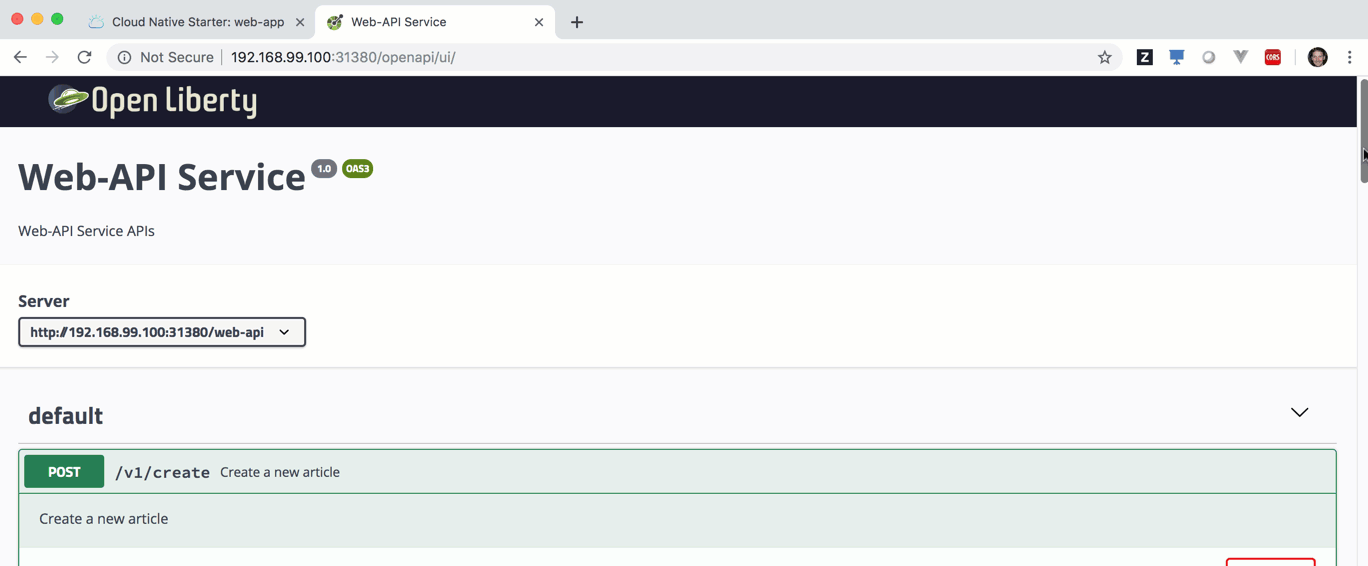 Cloud Native Starter: web-app
Web-API Service
Not Secure 192.168.99.100:31380/openapi/ui/
Z
CORS
Open Liberty
Web-API Service 1.0 OAS3
Web-API Service APIs
Server
http://192.168.99.100:31380/web-api
default
POST /v1/create Create a new article
Create a new article